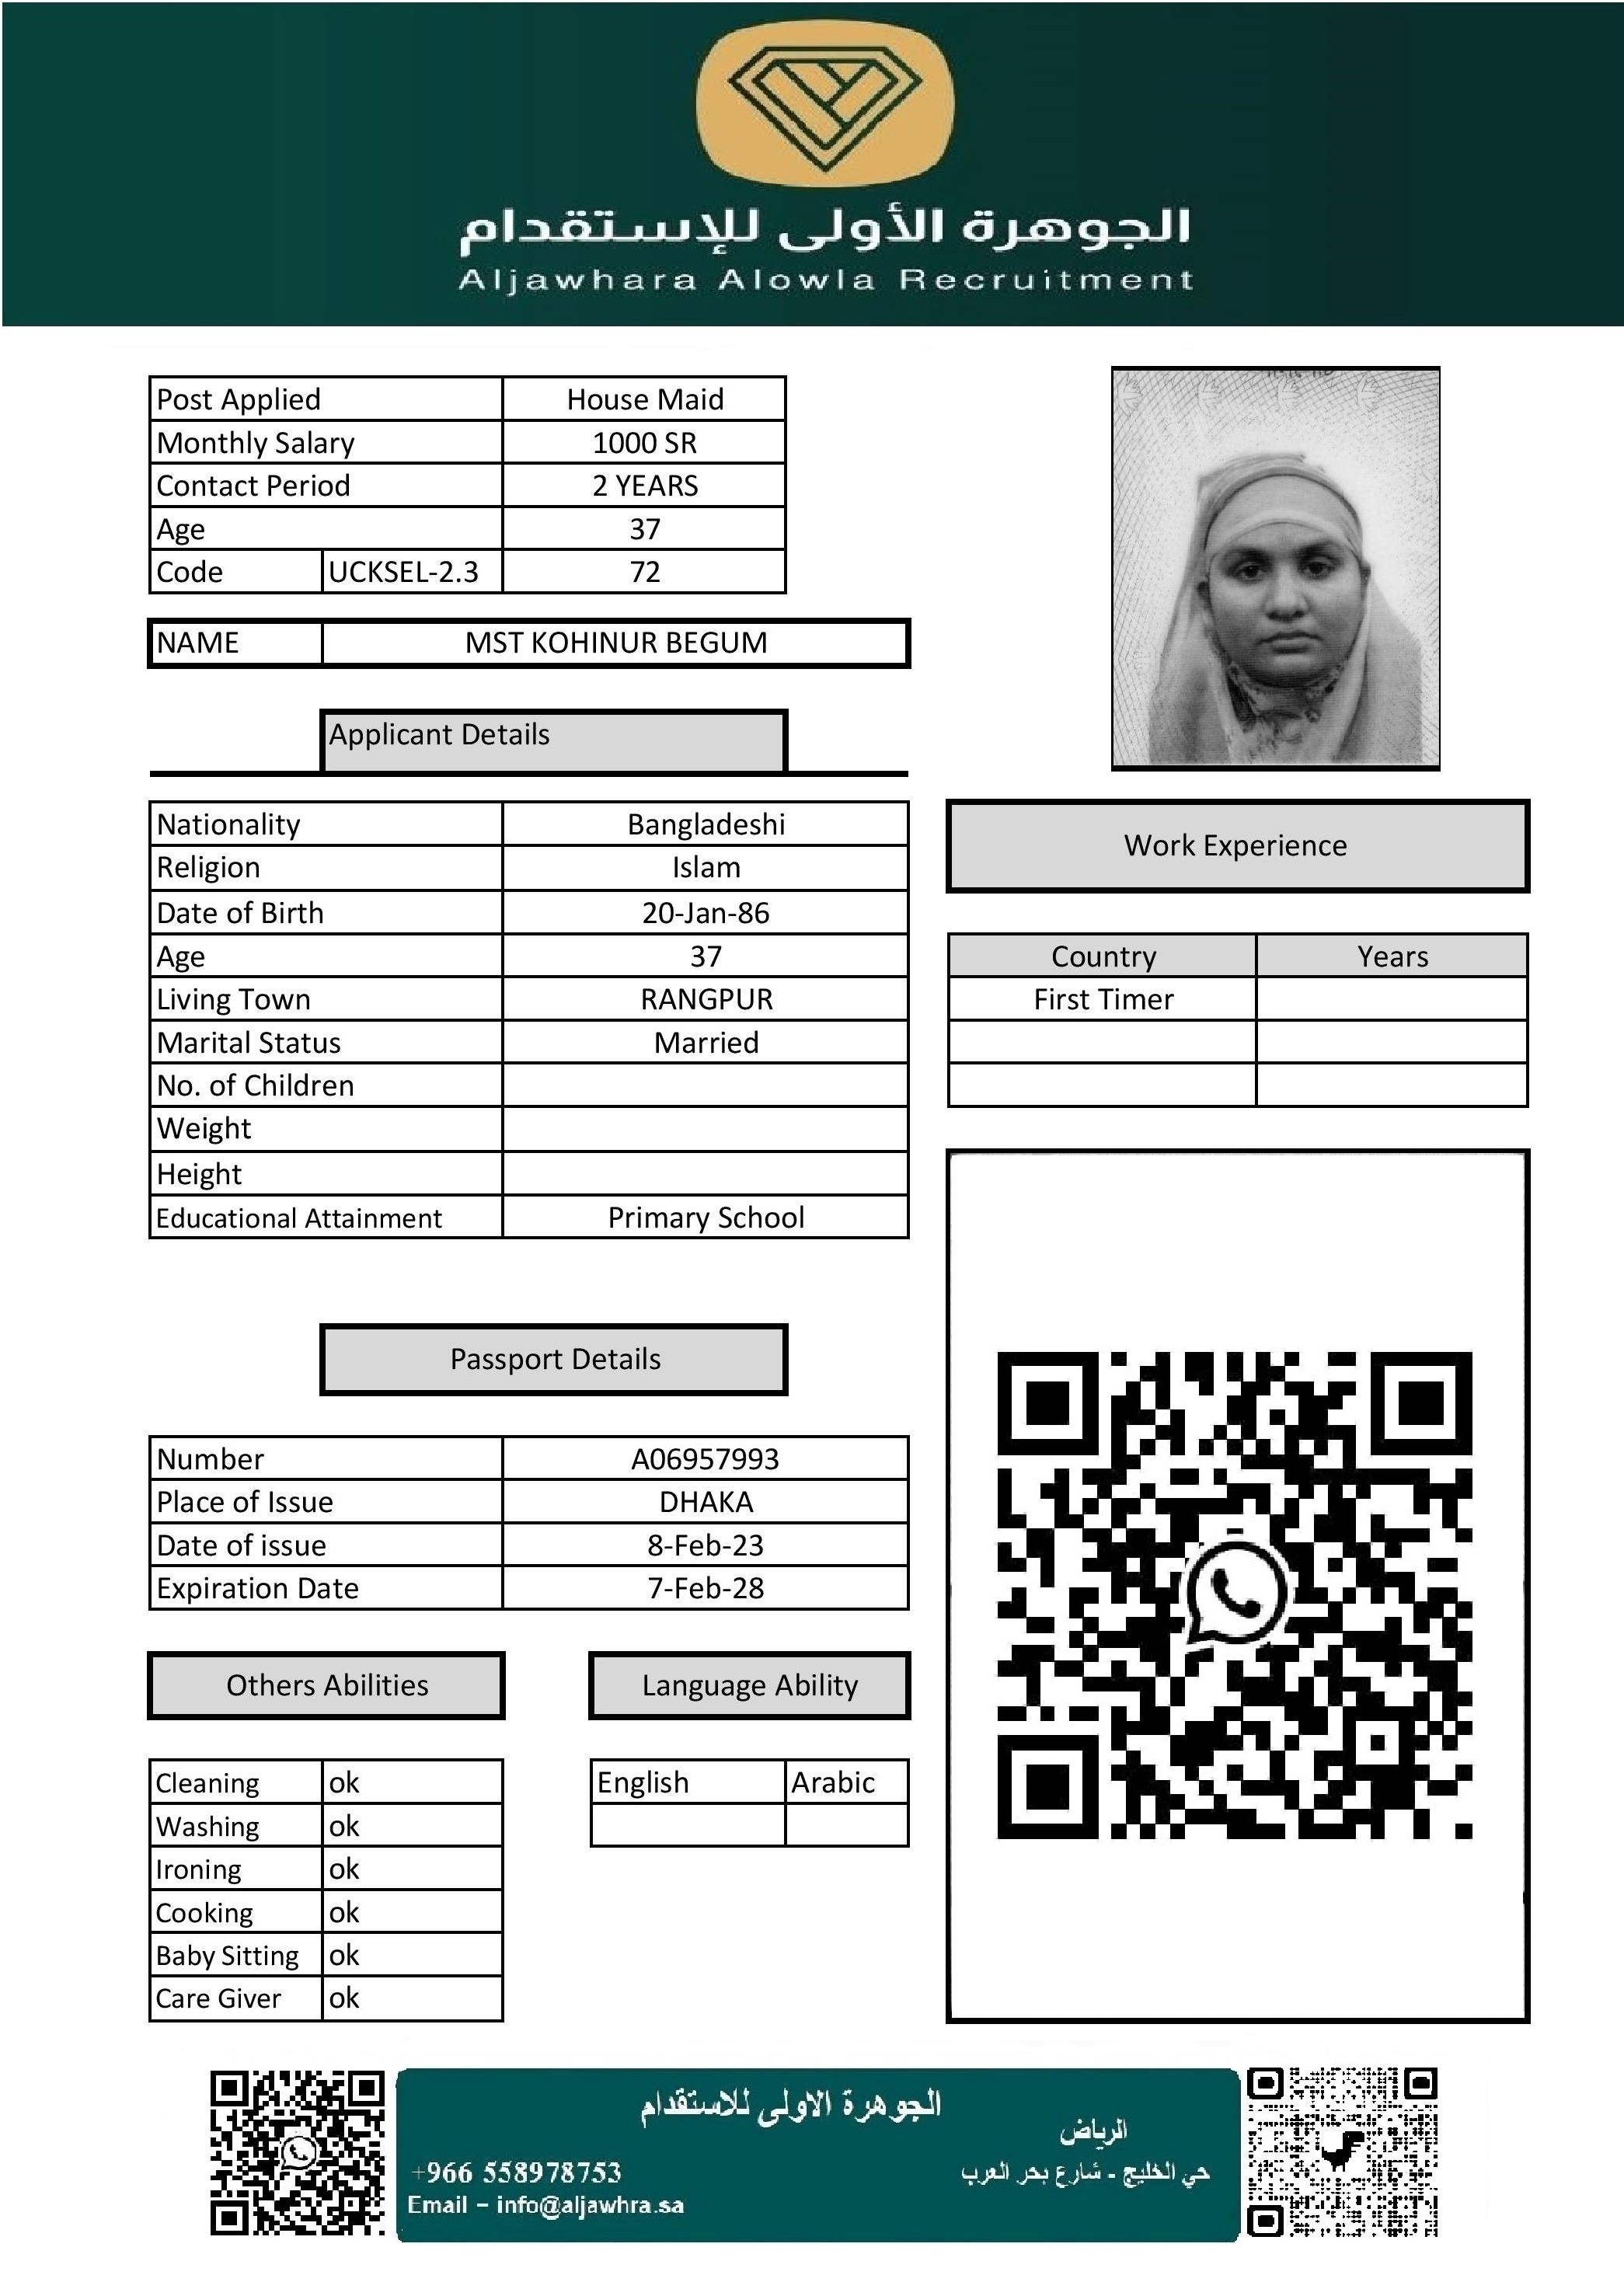 الجوهرة الأولى للإستقدام
Aljawhara Alowla Recruitment
Post Applied House Maid
Monthly Salary 1000 SR
Contact Period 2 YEARS
Age 37
Code UCKSEL-2.3 72
NAME MST KOHINUR BEGUM
Applicant Details
Nationality Bangladeshi
Religion Islam
Date of Birth 20-Jan-86
Age 37
Living Town RANGPUR
Marital Status Married
No. of Children
Weight
Height
Educational Attainment Primary School
Work Experience
Country Years
First Timer
Passport Details
Number A06957993
Place of Issue DHAKA
Date of issue 8-Feb-23
Expiration Date 7-Feb-28
Others Abilities
Cleaning ok
Washing ok
Ironing ok
Cooking ok
Baby Sitting ok
Care Giver ok
Language Ability
English Arabic
الجوهرة الاولى للاستقدام
الرياض
حي الخليج - شارع بحر العرب
+966 558978753
Email – info@aljawhra.sa